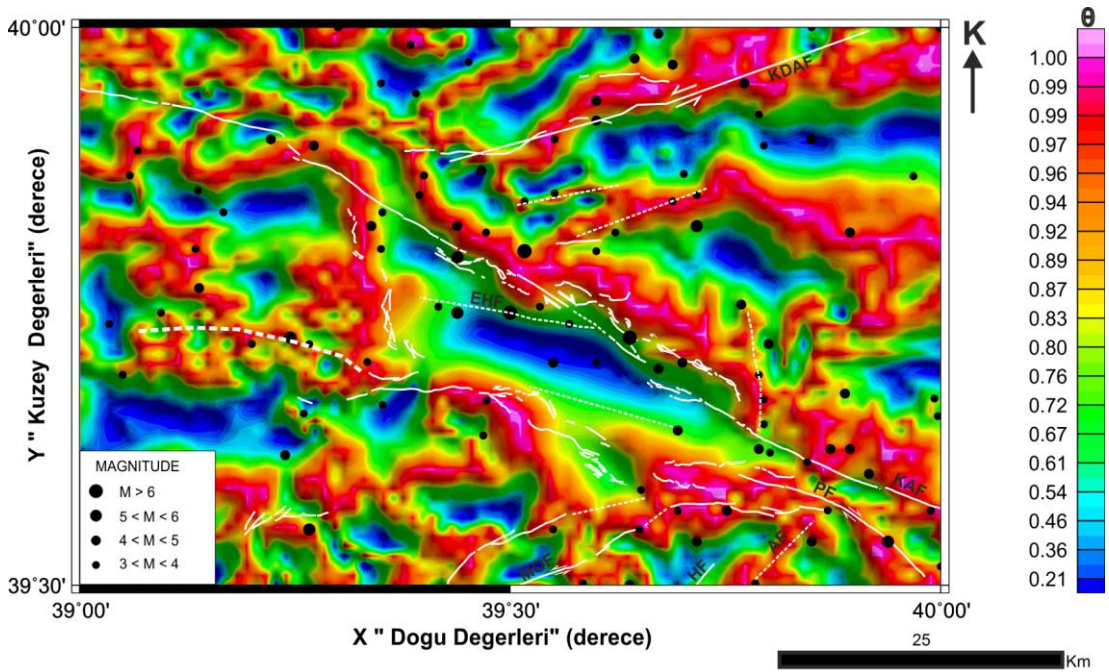 40°00'
θ
K
KDAF
1.00
0.99
0.99
0.97
0.96
0.94
0.92
0.90
0.87
0.83
0.80
0.76
0.72
0.67
0.61
0.54
0.46
0.36
0.21
Y " Kuzey Degerleri" (derece)
EHF
MAGNITUDE
M > 6
5 < M < 6
4 < M < 5
3 < M < 4
KAF
PF
AF
HF
MOF
39°30'
39°00'
39°30'
40°00'
X " Dogu Degerleri" (derece)
25
Km